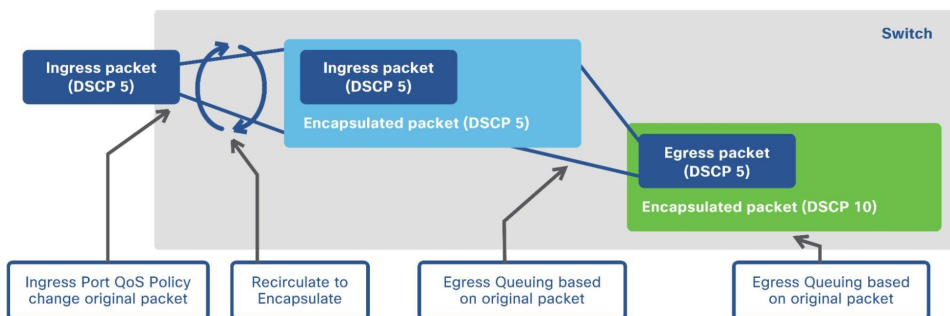 Switch
Ingress packet
(DSCP 5)
Ingress packet
(DSCP 5)
Encapsulated packet (DSCP 5)
Egress packet
(DSCP 5)
Encapsulated packet (DSCP 10)
Ingress Port QoS Policy
change original packet
Recirculate to
Encapsulate
Egress Queuing based
on original packet
Egress Queuing based
on original packet